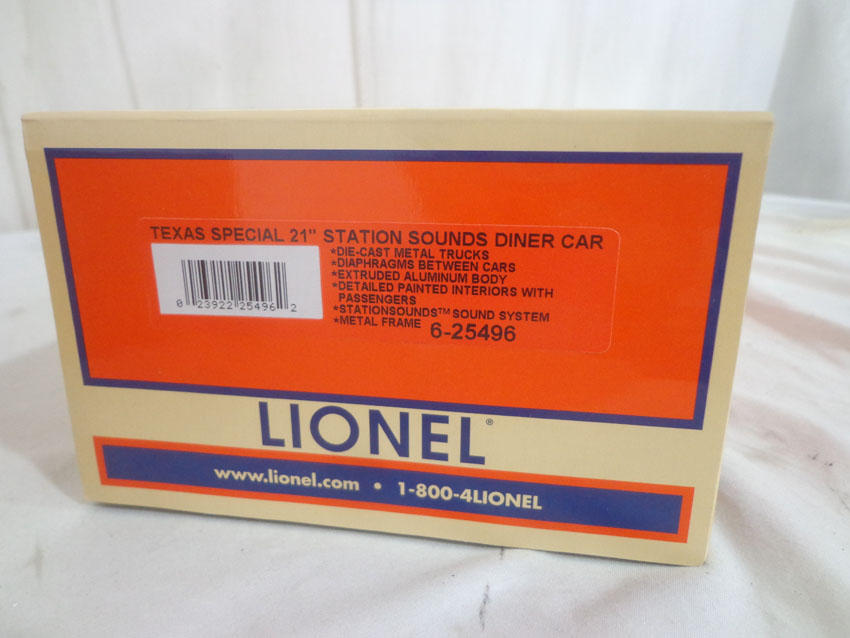 TEXAS SPECIAL 21" STATION SOUNDS DINER CAR
*DIE-CAST METAL TRUCKS
*DIAPHRAGMS BETWEEN CARS
*EXTRUDED ALUMINUM BODY
*DETAILED PAINTED INTERIORS WITH
PASSENGERS
*STATIONSOUNDS™ SOUND SYSTEM
*METAL FRAME 6-25496
0 23922 25496 2
LIONEL®
www.lionel.com • 1-800-4LIONEL